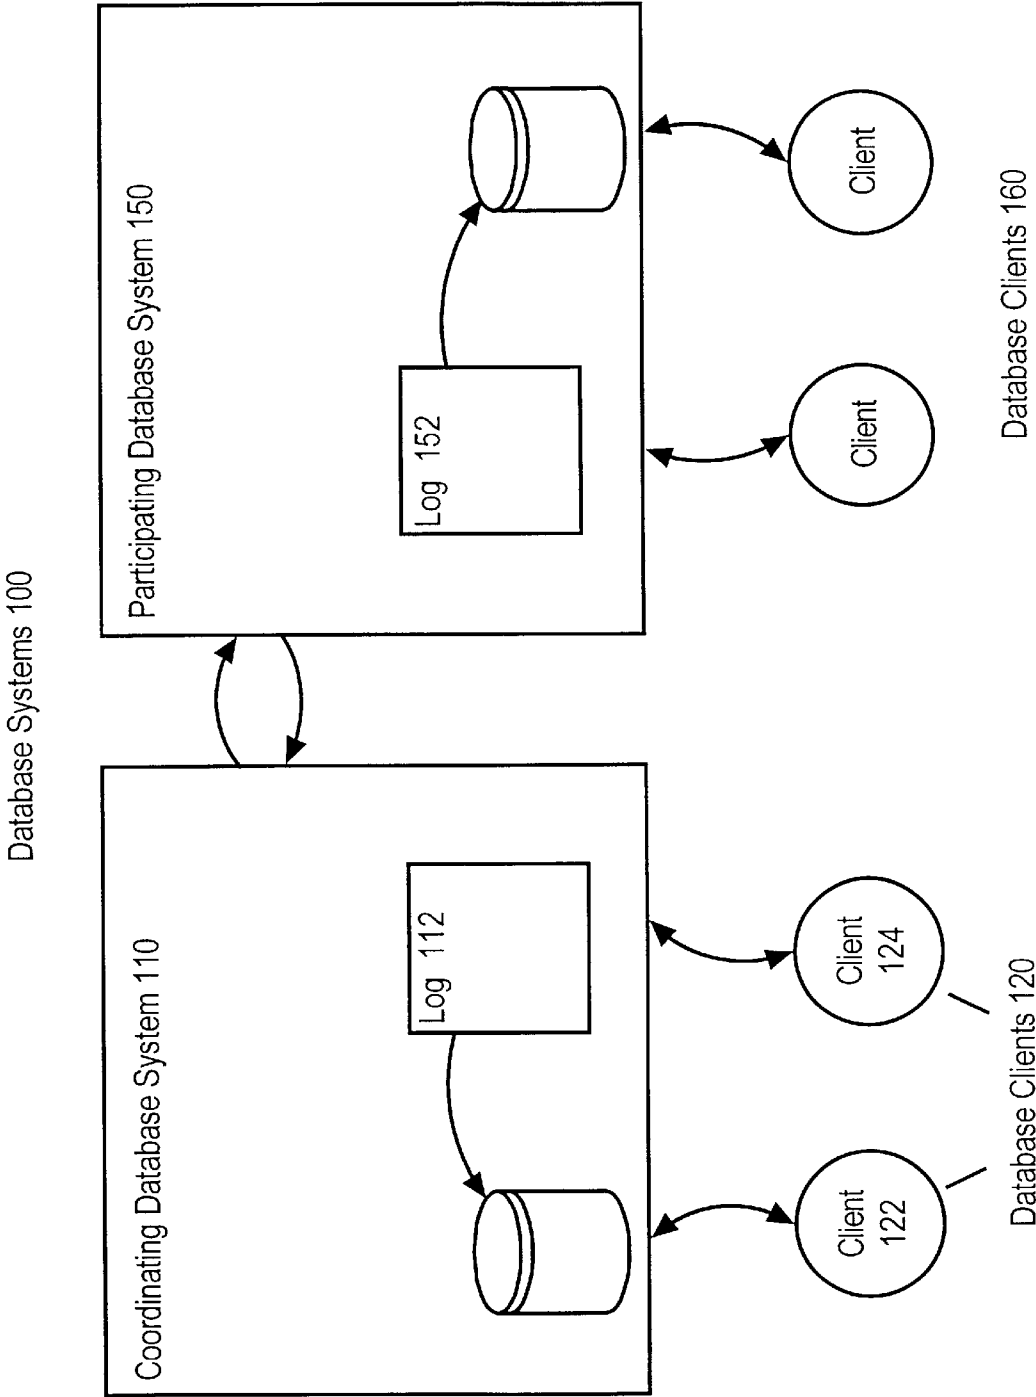 Database Systems 100
Coordinating Database System 110
Log 112
Client
122
Client
124
Database Clients 120
Participating Database System 150
Log 152
Client
Client
Database Clients 160